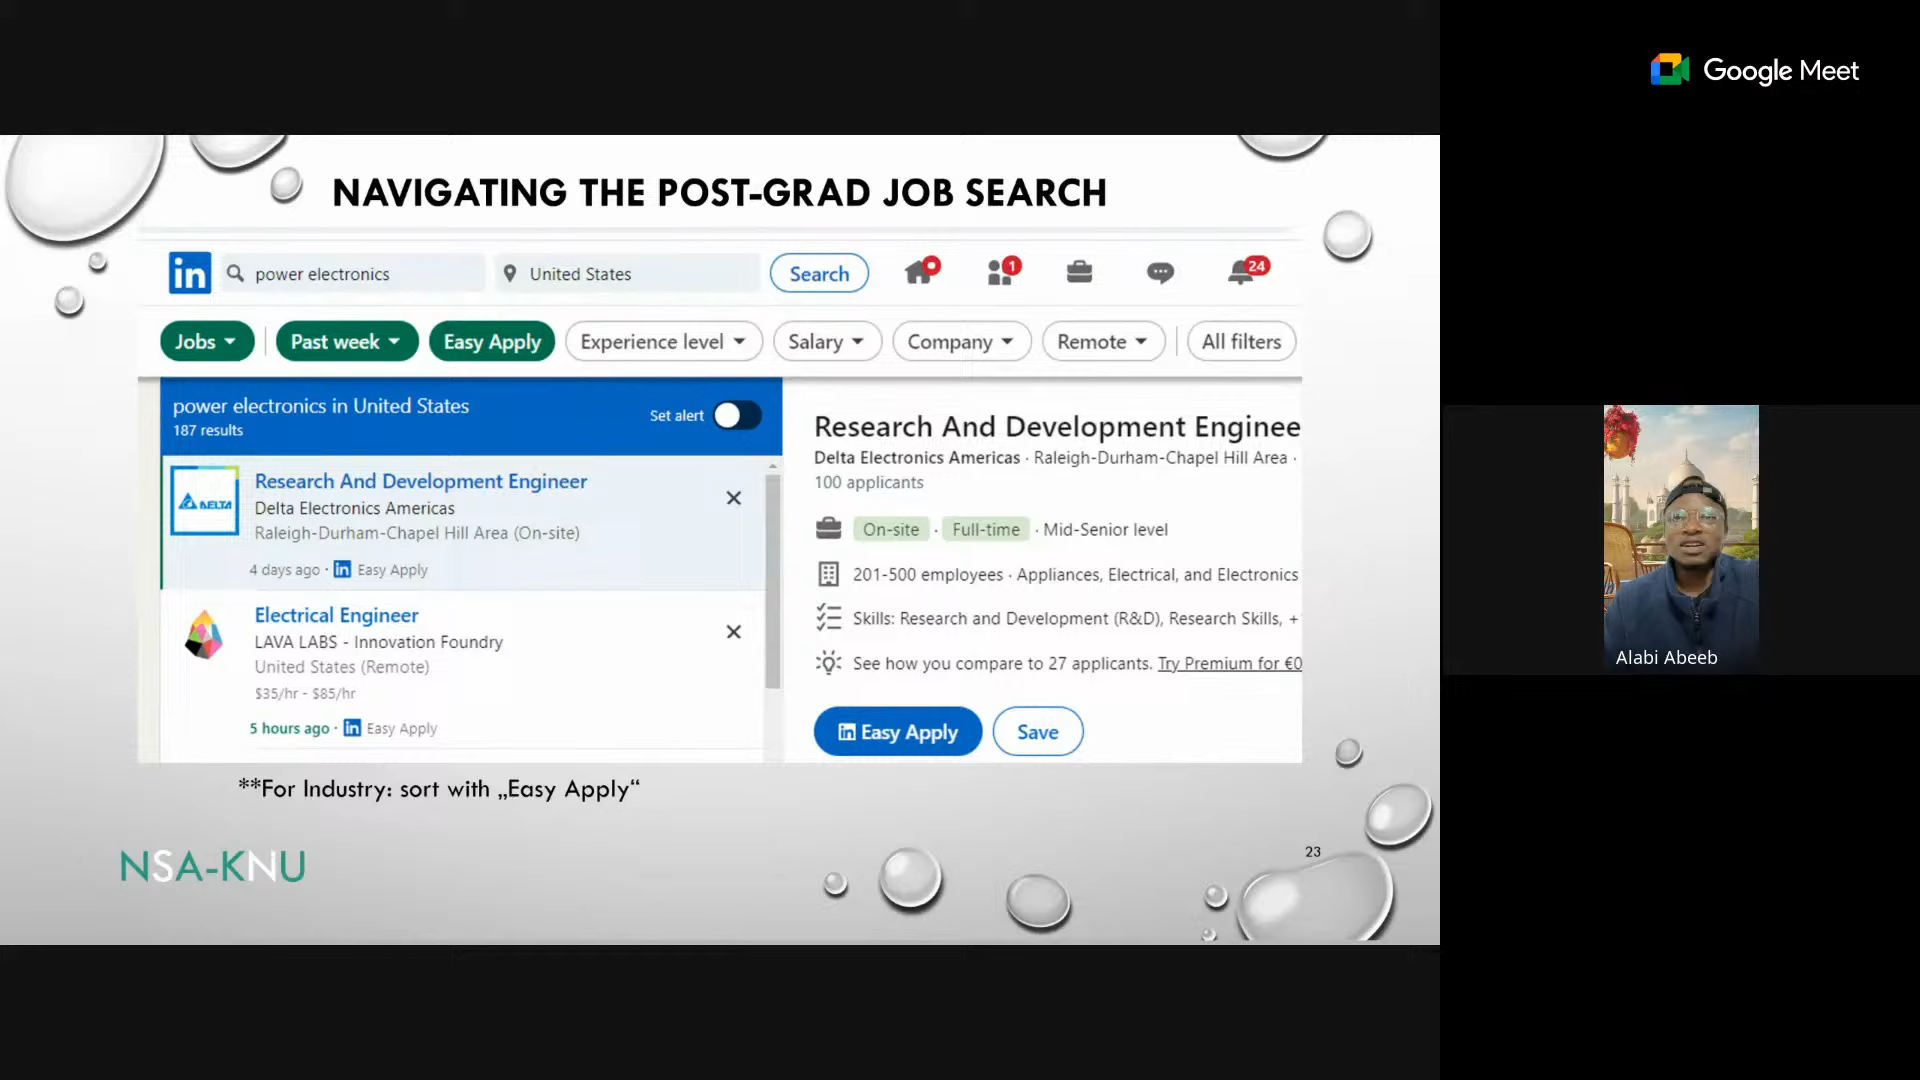 Google Meet
NAVIGATING THE POST-GRAD JOB SEARCH
in power electronics United States Search 1 24
Jobs Past week Easy Apply Experience level Salary Company Remote All filters
power electronics in United States
187 results
Set alert
DELTA
Research And Development Engineer
Delta Electronics Americas
Raleigh-Durham-Chapel Hill Area (On-site)
4 days ago · in Easy Apply
Electrical Engineer
LAVA LABS - Innovation Foundry
United States (Remote)
$35/hr - $85/hr
5 hours ago · in Easy Apply
Research And Development Enginee
Delta Electronics Americas · Raleigh-Durham-Chapel Hill Area ·
100 applicants
On-site · Full-time · Mid-Senior level
201-500 employees · Appliances, Electrical, and Electronics
Skills: Research and Development (R&D), Research Skills, +
See how you compare to 27 applicants. Try Premium for €0
in Easy Apply Save
**For Industry: sort with „Easy Apply“
NSA-KNU
23
Alabi Abeeb